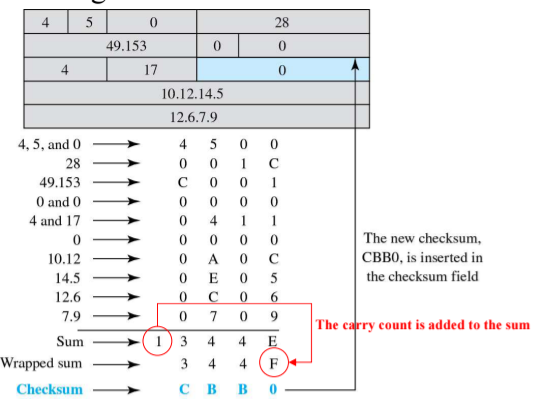 4 5 0 28
49.153 0 0
4 17 0
10.12.14.5
12.6.7.9
4, 5, and 0 4 5 0 0
28 0 0 1 C
49.153 C 0 0 1
0 and 0 0 0 0 0
4 and 17 0 4 1 1
0 0 0 0 0
10.12 0 A 0 C
14.5 0 E 0 5
12.6 0 C 0 6
7.9 0 7 0 9
Sum 1 3 4 4 E
Wrapped sum 3 4 4 F
Checksum C B B 0
The new checksum,
CBB0, is inserted in
the checksum field
The carry count is added to the sum